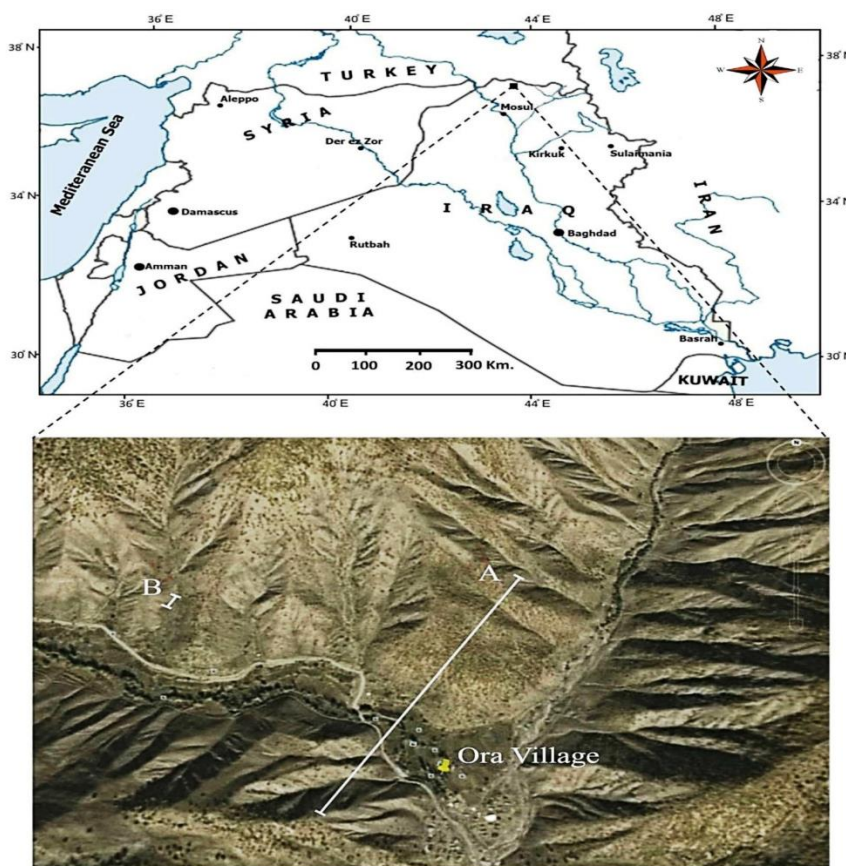 36°E 40°E 44°E 48°E
38°N 38°N
N
W E
S
TURKEY
Aleppo
Mosul
SYRIA
Der ez Zor
Kirkuk Sulaimania
Mediteranean Sea
34°N 34°N
IRAN
IRAQ
Damascus
Baghdad
Rutbah
Amman
JORDAN
SAUDI
ARABIA
Basrah
30°N 30°N
0 100 200 300 Km.
KUWAIT
36°E 40°E 44°E 48°E
N
A
B
Ora Village